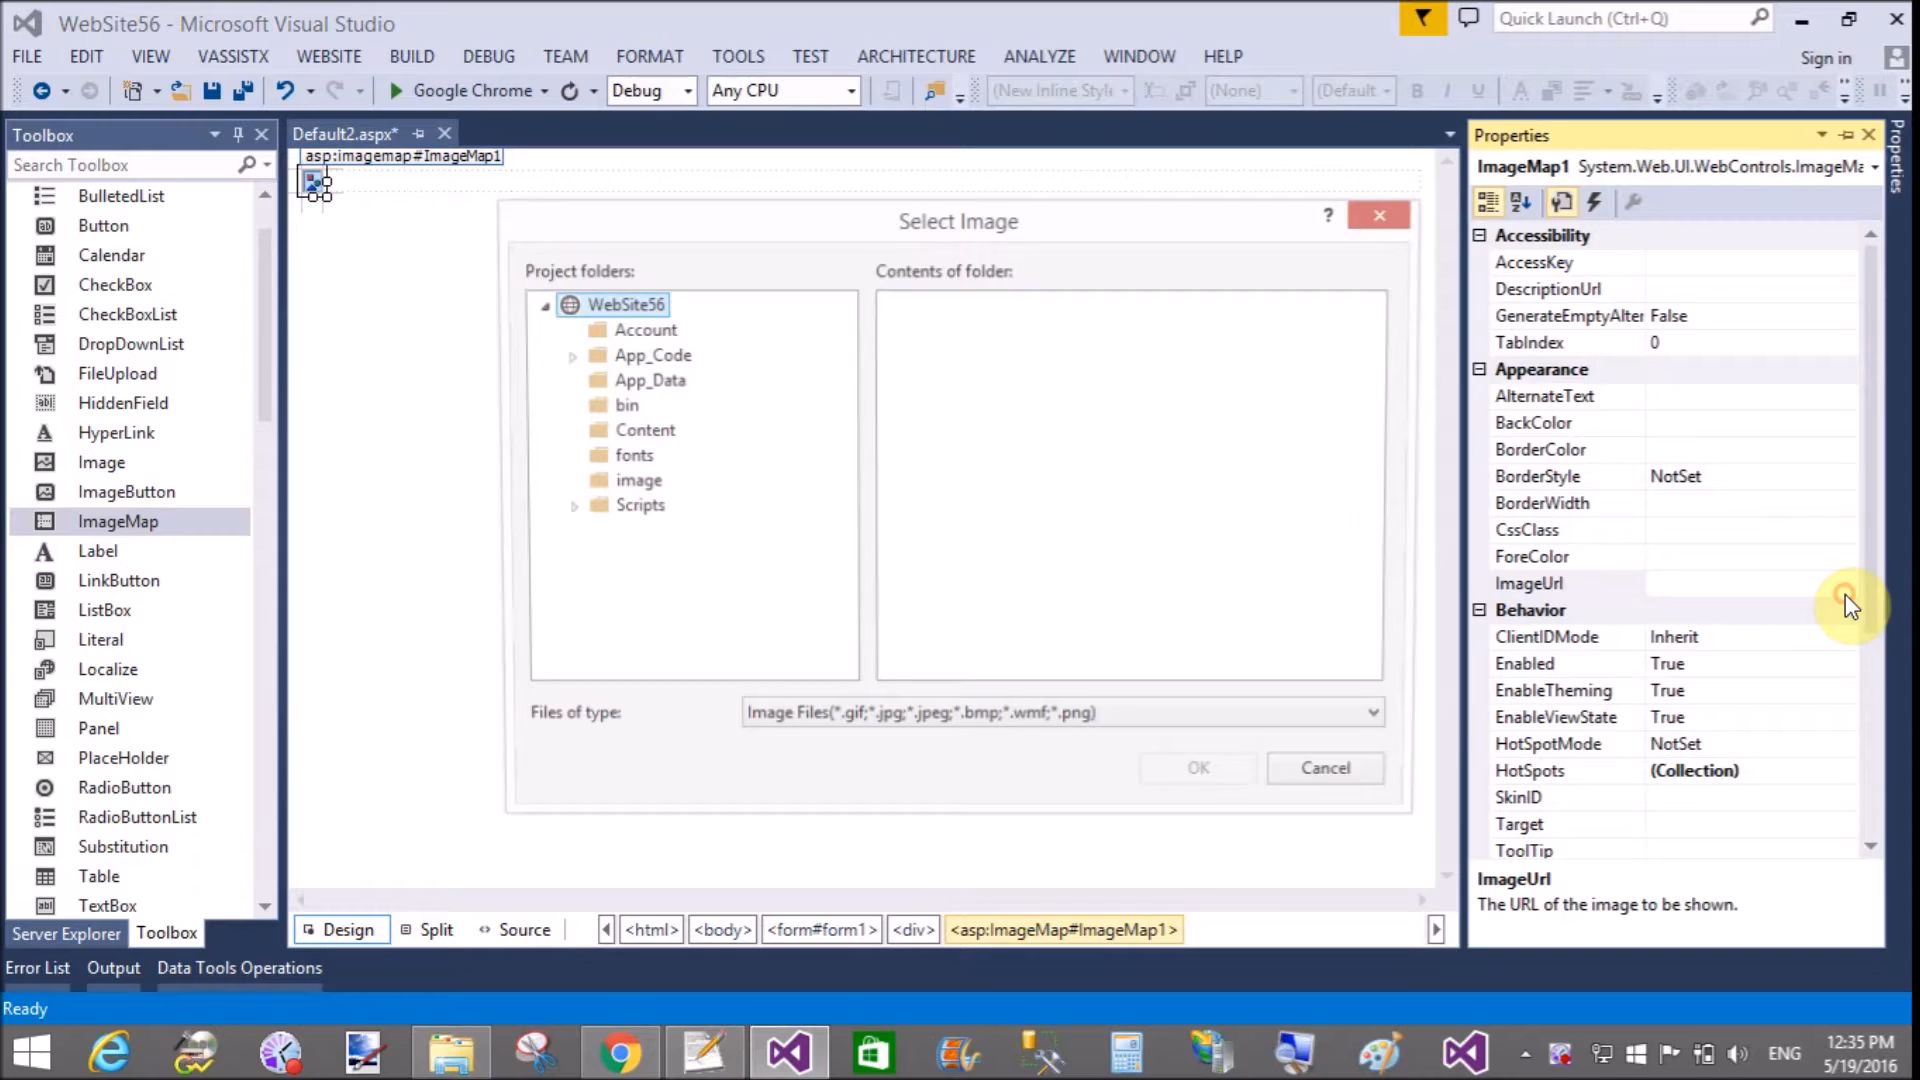 WebSite56 - Microsoft Visual Studio
Quick Launch (Ctrl+Q)
FILE EDIT VIEW VASSISTX WEBSITE BUILD DEBUG TEAM FORMAT TOOLS TEST ARCHITECTURE ANALYZE WINDOW HELP
Sign in
Google Chrome Debug Any CPU (New Inline Style (None) (Default B I U A
Toolbox
Search Toolbox
BulletedList
Button
Calendar
CheckBox
CheckBoxList
DropDownList
FileUpload
HiddenField
HyperLink
Image
ImageButton
ImageMap
Label
LinkButton
ListBox
Literal
Localize
MultiView
Panel
PlaceHolder
RadioButton
RadioButtonList
Substitution
Table
TextBox
Server Explorer Toolbox
Default2.aspx*
asp:imagemap#ImageMap1
Select Image
?
Project folders:
Contents of folder:
WebSite56
Account
App_Code
App_Data
bin
Content
fonts
image
Scripts
Files of type: Image Files(*.gif;*.jpg;*.jpeg;*.bmp;*.wmf;*.png)
OK Cancel
Design Split Source <html> <body> <form#form1> <div> <asp:ImageMap#ImageMap1>
Properties
ImageMap1 System.Web.UI.WebControls.ImageMa
Accessibility
AccessKey
DescriptionUrl
GenerateEmptyAlter False
TabIndex 0
Appearance
AlternateText
BackColor
BorderColor
BorderStyle NotSet
BorderWidth
CssClass
ForeColor
ImageUrl
Behavior
ClientIDMode Inherit
Enabled True
EnableTheming True
EnableViewState True
HotSpotMode NotSet
HotSpots (Collection)
SkinID
Target
ToolTip
ImageUrl
The URL of the image to be shown.
Properties
Error List Output Data Tools Operations
Ready
ENG
12:35 PM
5/19/2016